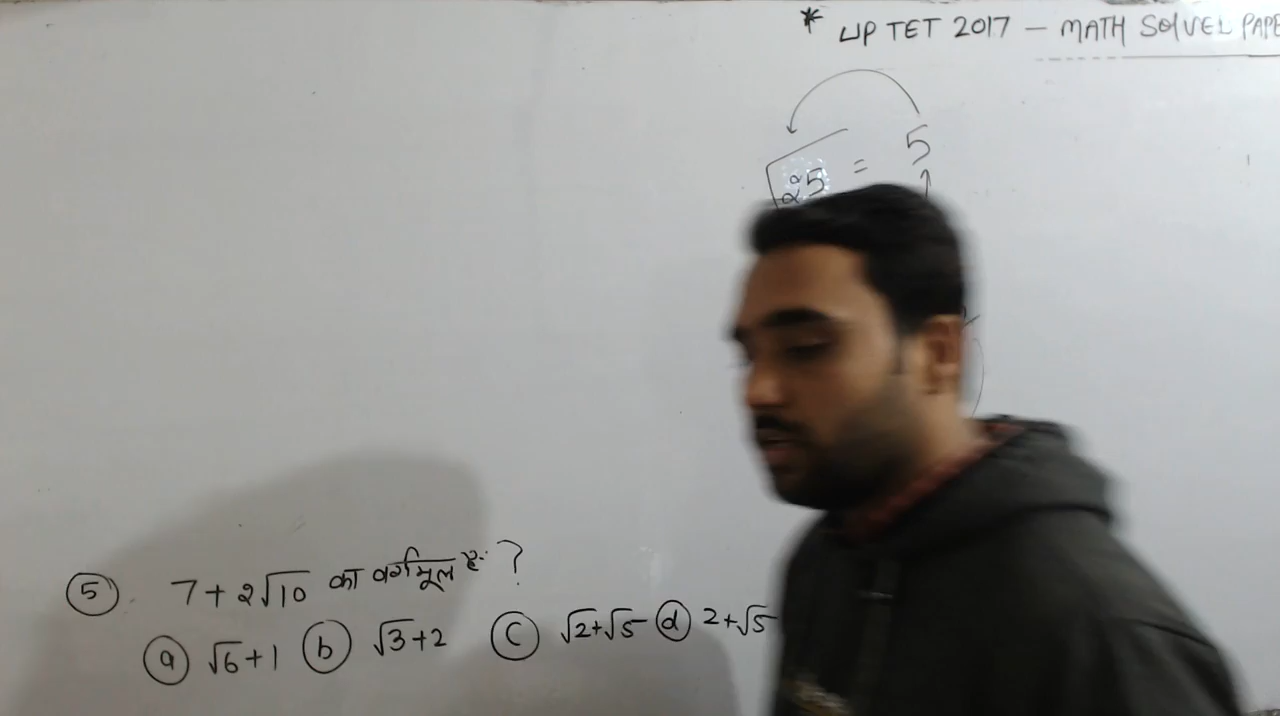 * UP TET 2017 — MATH SOLVEL PAPE
√25 = 5
5 7 + 2√10 का वर्गमूल है ?
a √6 + 1 b √3 + 2 c √2 + √5 d 2 + √5